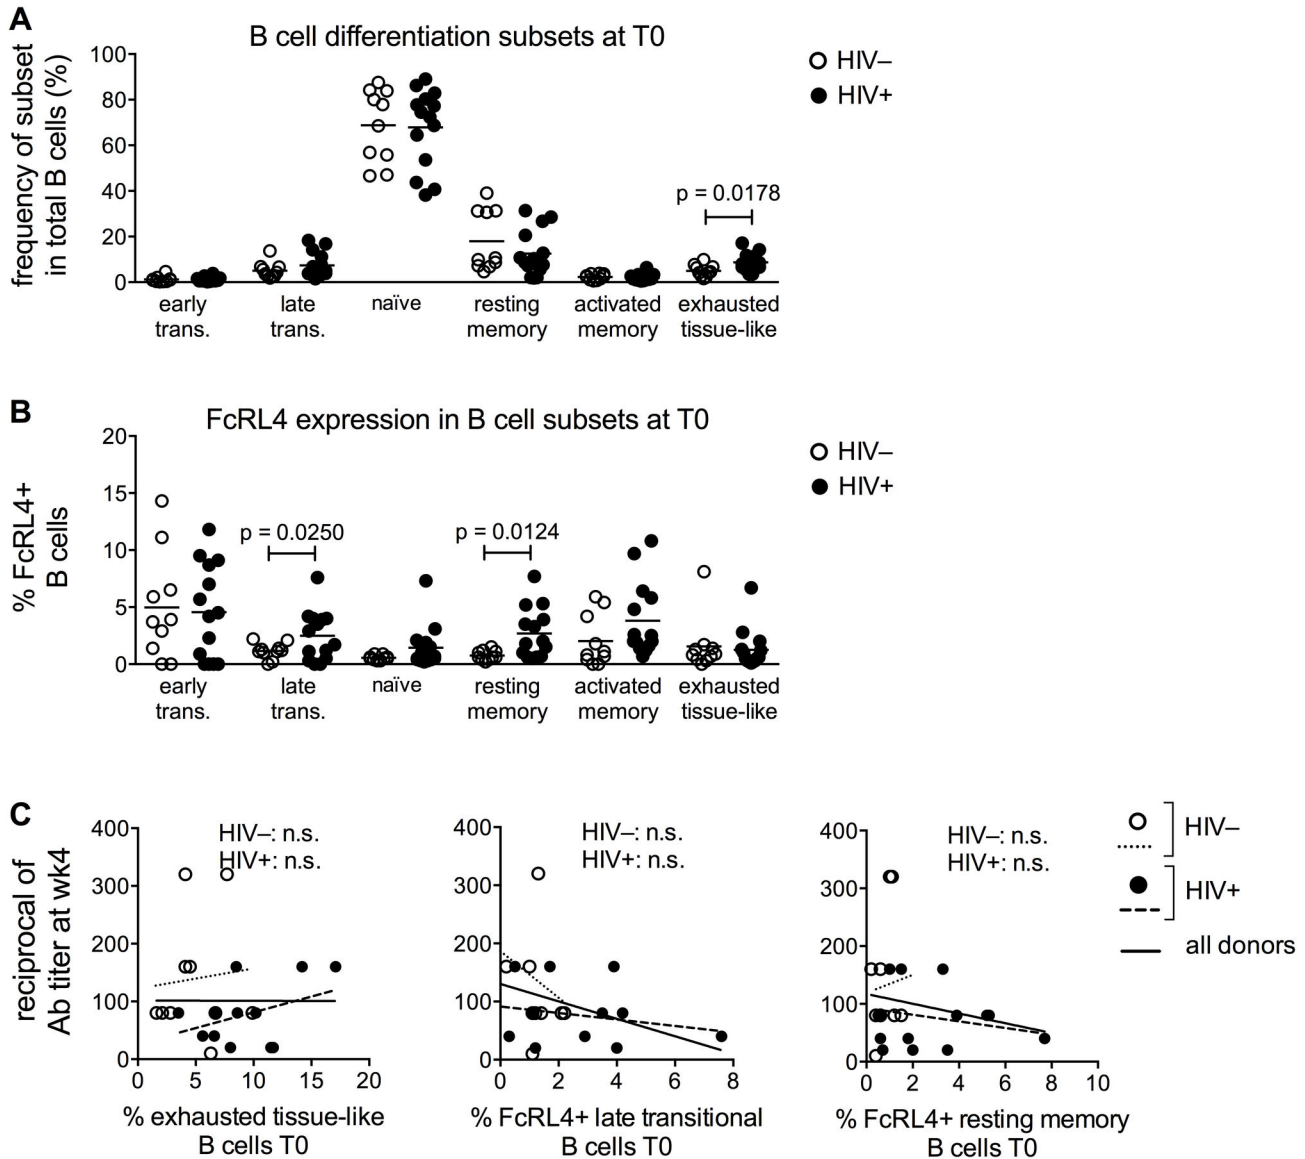 A
B cell differentiation subsets at T0
frequency of subset
in total B cells (%)
100
80
60
40
20
0
p = 0.0178
HIV–
HIV+
early
trans.
late
trans.
naïve
resting
memory
activated
memory
exhausted
tissue-like
B
FcRL4 expression in B cell subsets at T0
% FcRL4+
B cells
20
15
10
5
0
p = 0.0250
p = 0.0124
HIV–
HIV+
early
trans.
late
trans.
naïve
resting
memory
activated
memory
exhausted
tissue-like
C
reciprocal of
Ab titer at wk4
400
300
200
100
0
HIV–: n.s.
HIV+: n.s.
0 5 10 15 20
% exhausted tissue-like
B cells T0
400
300
200
100
0
HIV–: n.s.
HIV+: n.s.
0 2 4 6 8
% FcRL4+ late transitional
B cells T0
400
300
200
100
0
HIV–: n.s.
HIV+: n.s.
0 2 4 6 8 10
% FcRL4+ resting memory
B cells T0
HIV–
HIV+
all donors